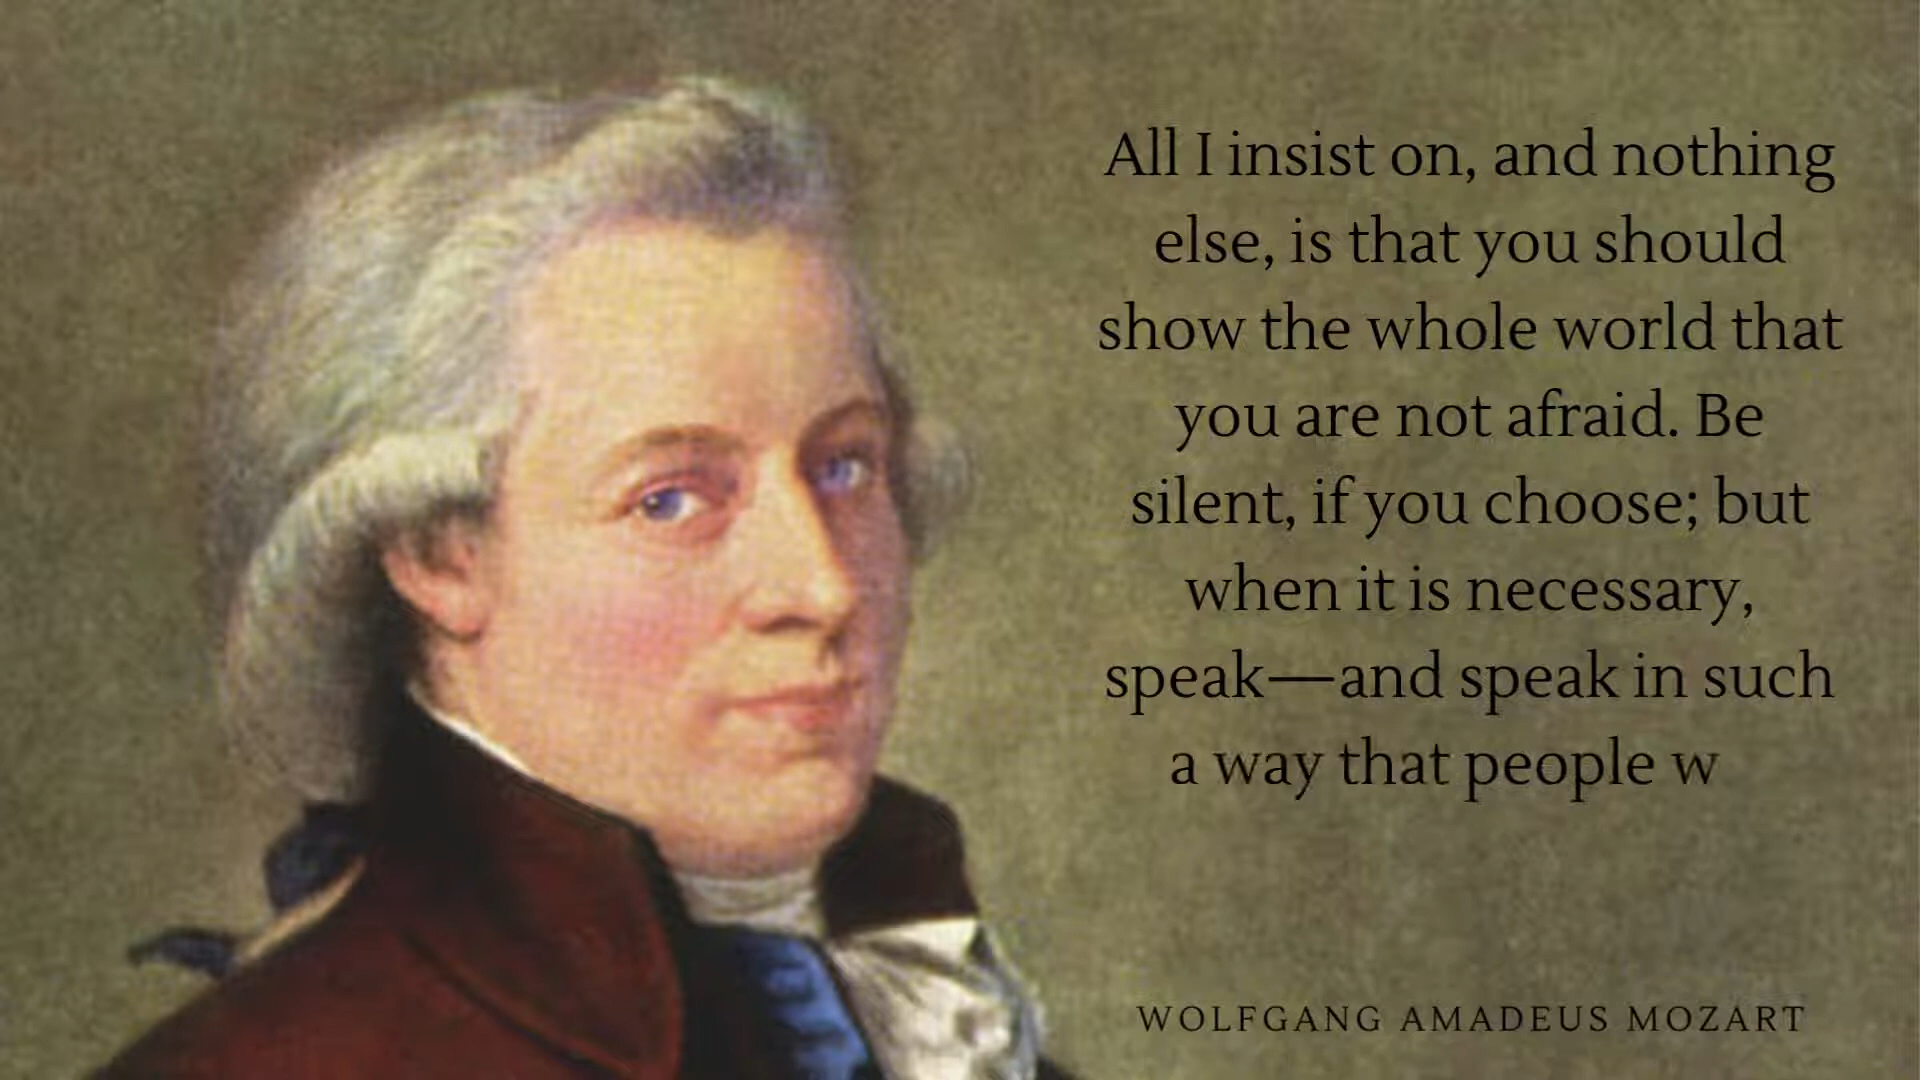 All I insist on, and nothing
else, is that you should
show the whole world that
you are not afraid. Be
silent, if you choose; but
when it is necessary,
speak—and speak in such
a way that people w
WOLFGANG AMADEUS MOZART